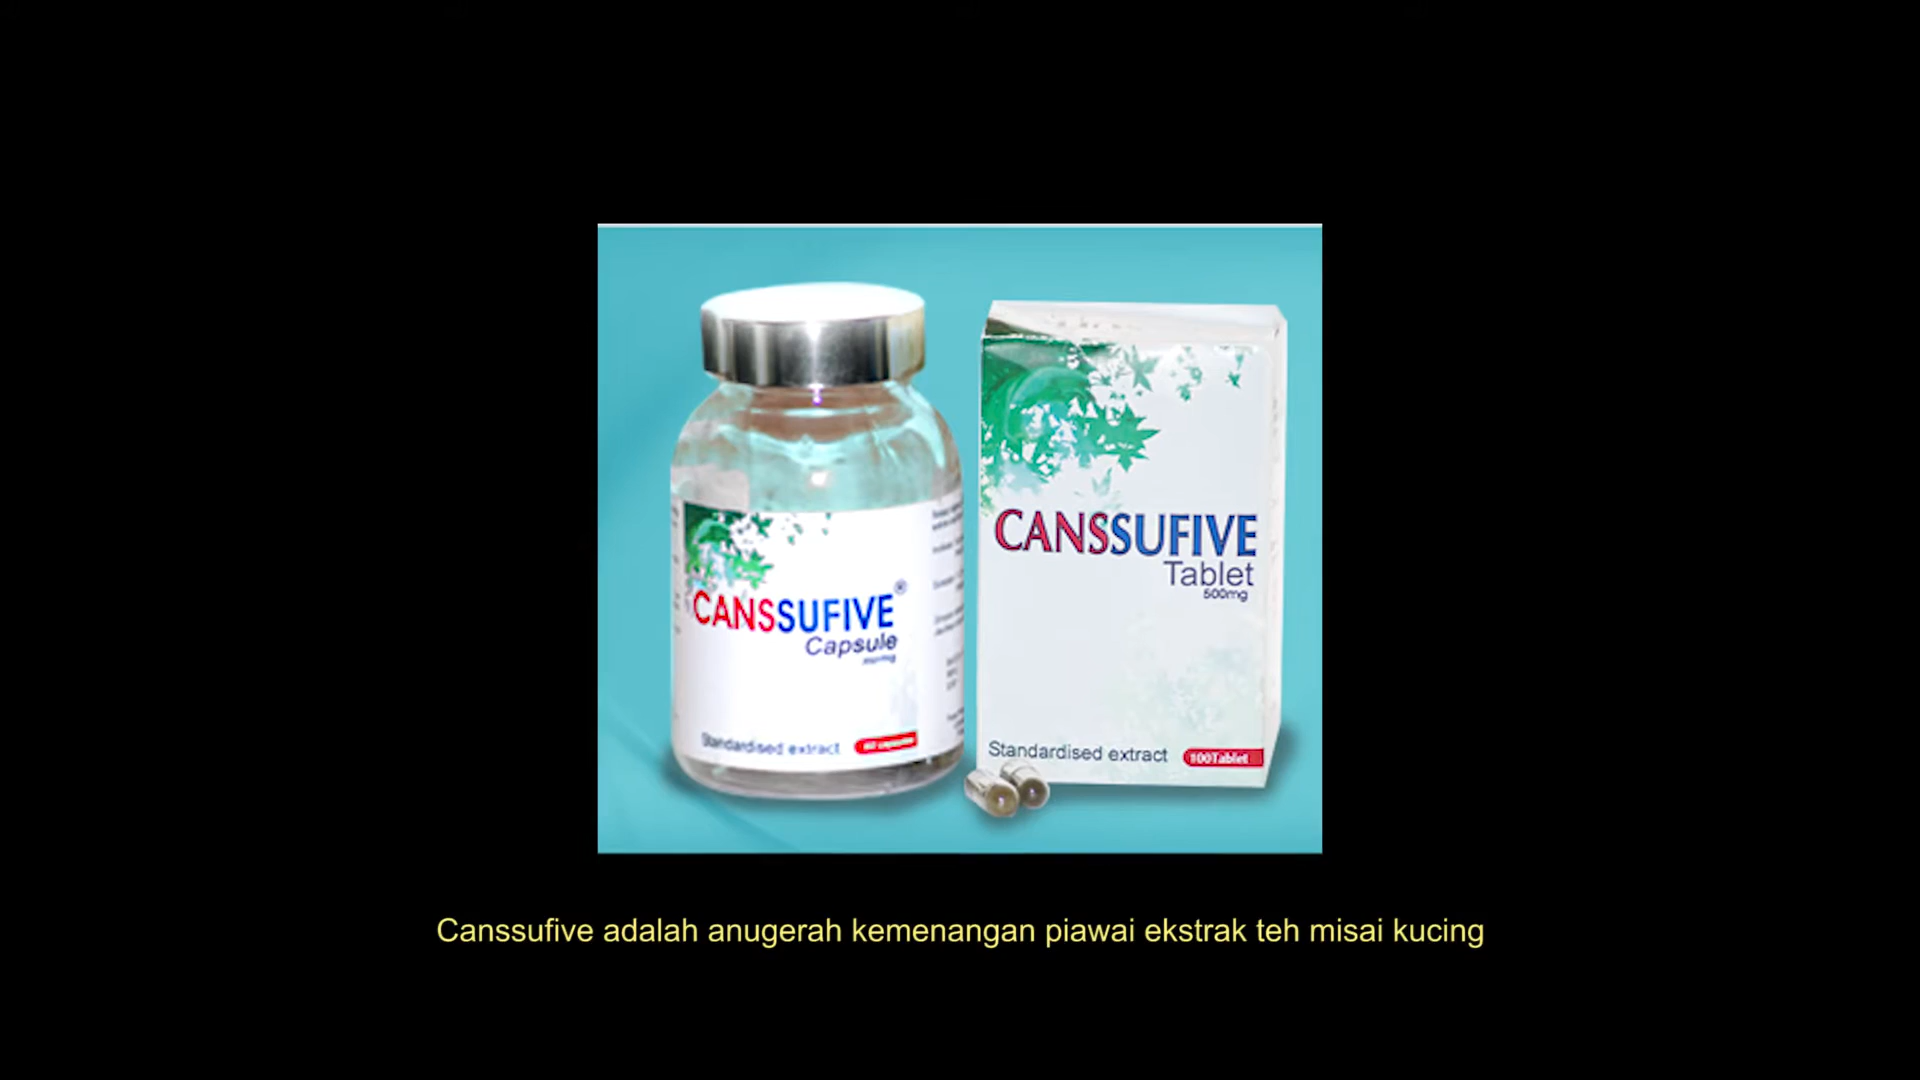 CANSSUFIVE®
Capsule
Standardised extract
CANSSUFIVE
Tablet
500mg
Standardised extract
100Tablet
Canssufive adalah anugerah kemenangan piawai ekstrak teh misai kucing